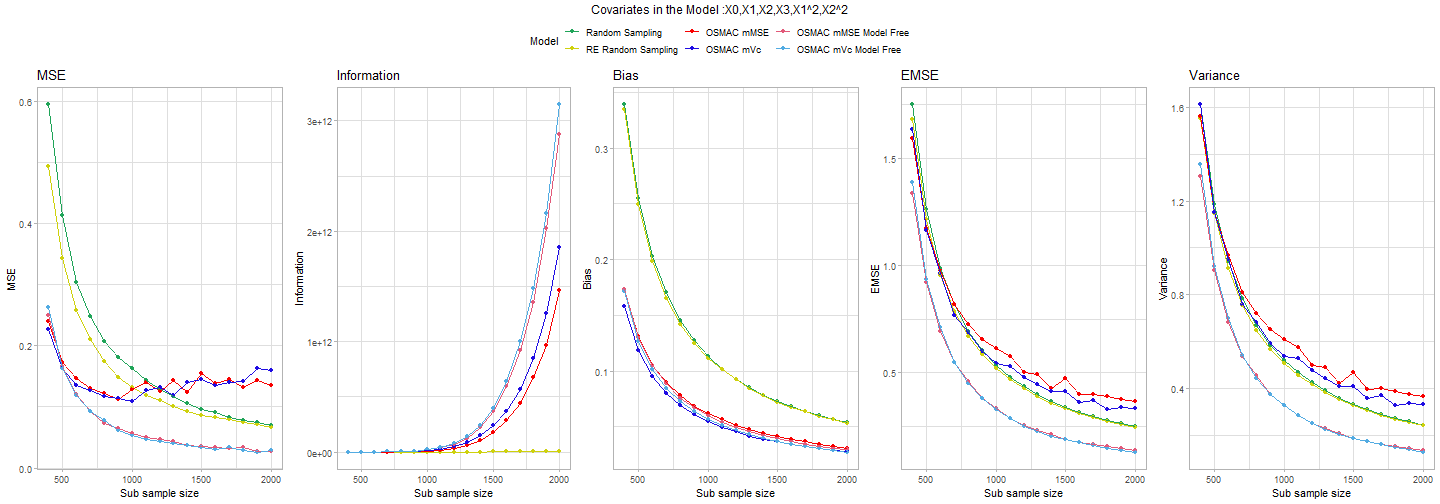 Covariates in the Model :X0,X1,X2,X3,X1^2,X2^2
Model
Random Sampling
OSMAC mMSE
OSMAC mMSE Model Free
RE Random Sampling
OSMAC mVc
OSMAC mVc Model Free
MSE
0.6
0.4
0.2
0.0
MSE
500 1000 1500 2000
Sub sample size
Information
3e+12
2e+12
1e+12
0e+00
Information
500 1000 1500 2000
Sub sample size
Bias
0.3
0.2
0.1
Bias
500 1000 1500 2000
Sub sample size
EMSE
1.5
1.0
0.5
EMSE
500 1000 1500 2000
Sub sample size
Variance
1.6
1.2
0.8
0.4
Variance
500 1000 1500 2000
Sub sample size